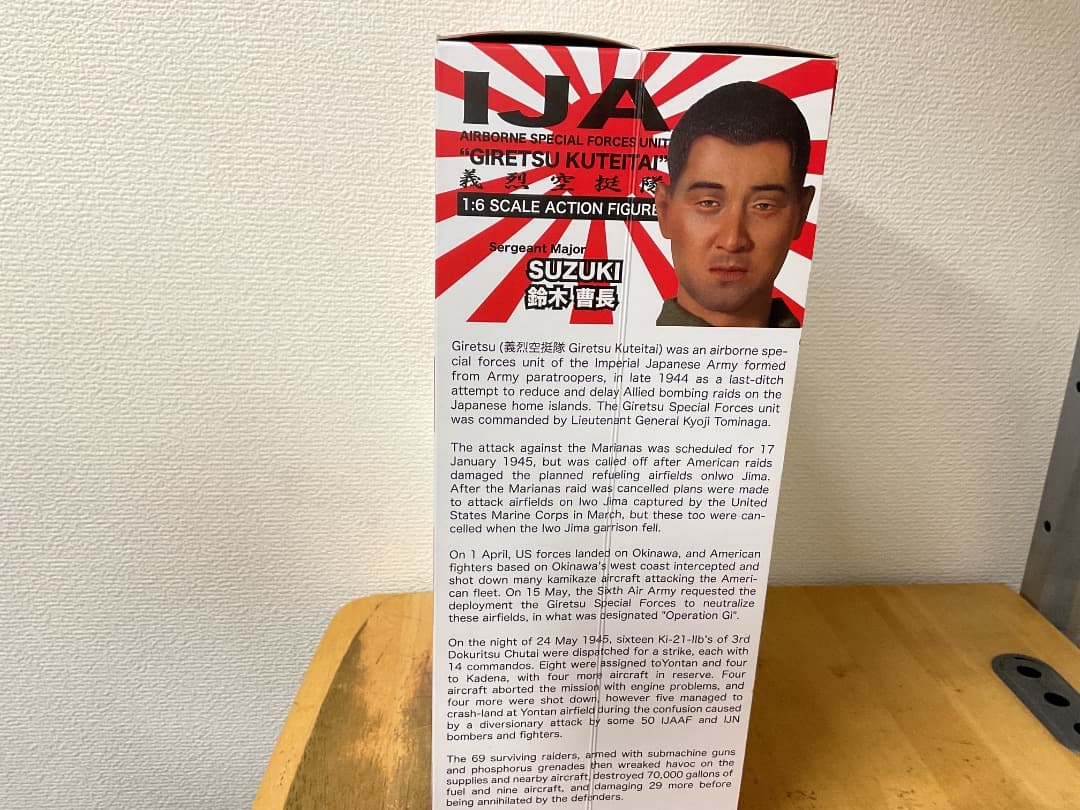 IJA
AIRBORNE SPECIAL FORCES UNIT
"GIRETSU KUTEITAI"
義烈空挺隊
1:6 SCALE ACTION FIGURE
Sergeant Major
SUZUKI
鈴木 曹長
Giretsu (義烈空挺隊 Giretsu Kuteitai) was an airborne spe-
cial forces unit of the Imperial Japanese Army formed
from Army paratroopers, in late 1944 as a last-ditch
attempt to reduce and delay Allied bombing raids on the
Japanese home islands. The Giretsu Special Forces unit
was commanded by Lieutenant General Kyoji Tominaga.
The attack against the Marianas was scheduled for 17
January 1945, but was called off after American raids
damaged the planned refueling airfields onIwo Jima.
After the Marianas raid was cancelled plans were made
to attack airfields on Iwo Jima captured by the United
States Marine Corps in March, but these too were can-
celled when the Iwo Jima garrison fell.
On 1 April, US forces landed on Okinawa, and American
fighters based on Okinawa's west coast intercepted and
shot down many kamikaze aircraft attacking the Ameri-
can fleet. On 15 May, the Sixth Air Army requested the
deployment the Giretsu Special Forces to neutralize
these airfields, in what was designated "Operation Gi".
On the night of 24 May 1945, sixteen Ki-21-IIb's of 3rd
Dokuritsu Chutai were dispatched for a strike, each with
14 commandos. Eight were assigned toYontan and four
to Kadena, with four more aircraft in reserve. Four
aircraft aborted the mission with engine problems, and
four more were shot down, however five managed to
crash-land at Yontan airfield during the confusion caused
by a diversionary attack by some 50 IJAAF and IJN
bombers and fighters.
The 69 surviving raiders, armed with submachine guns
and phosphorus grenades then wreaked havoc on the
supplies and nearby aircraft, destroyed 70,000 gallons of
fuel and nine aircraft, and damaging 29 more before
being annihilated by the defenders.